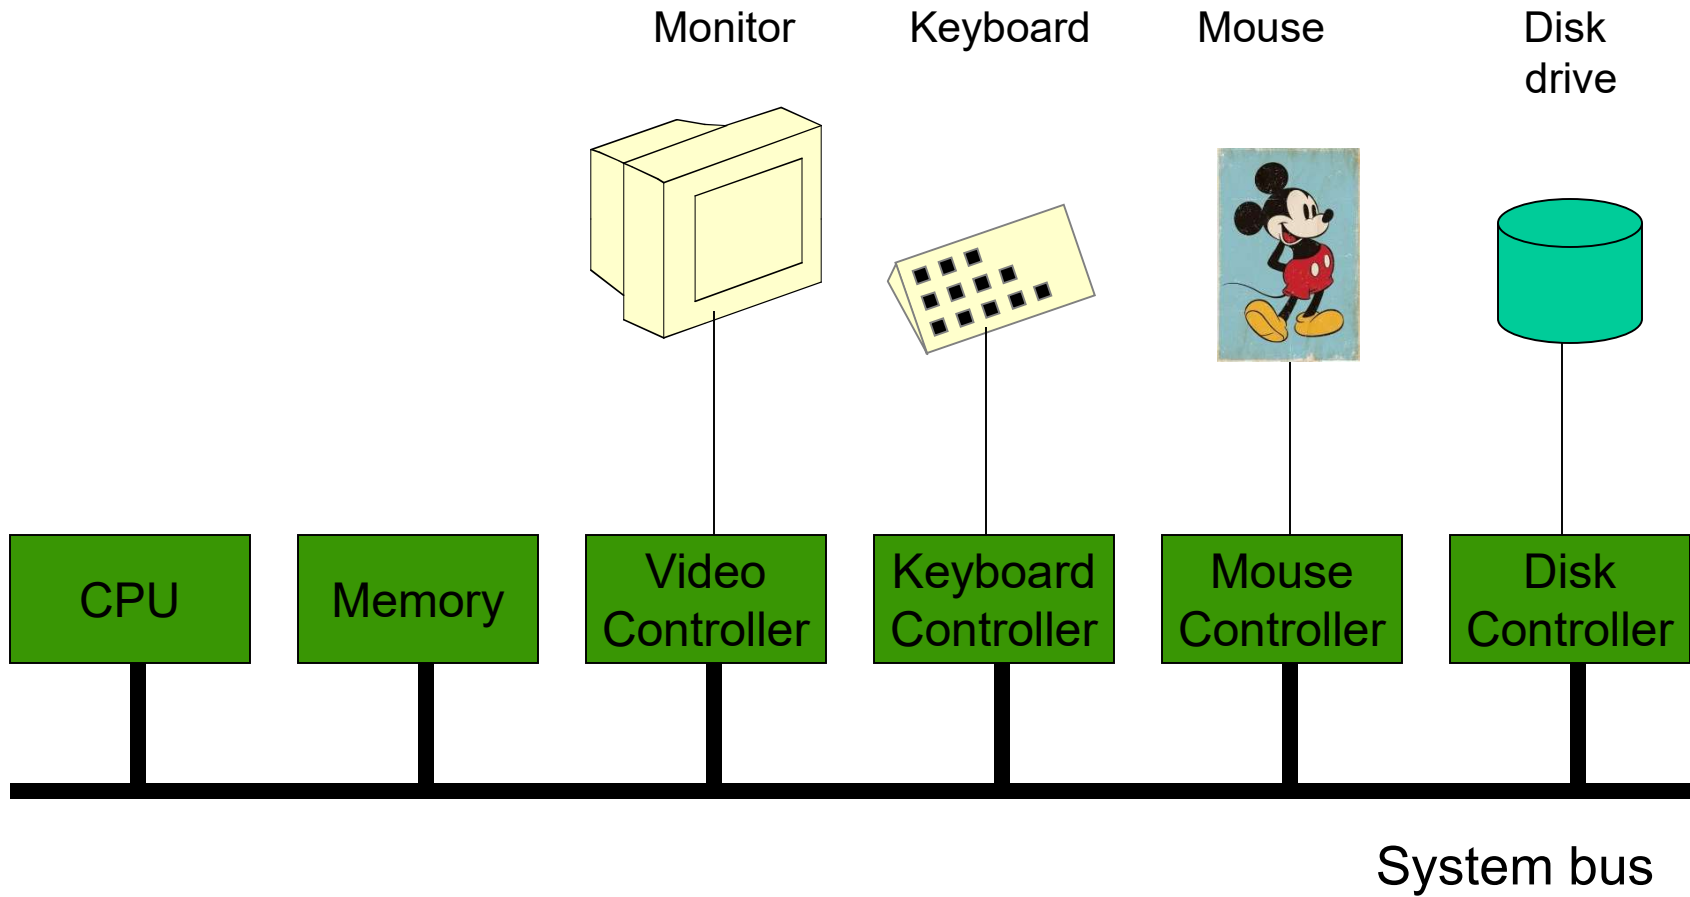 Monitor
Keyboard
Mouse
Disk
drive
CPU
Memory
Video
Controller
Keyboard
Controller
Mouse
Controller
Disk
Controller
System bus